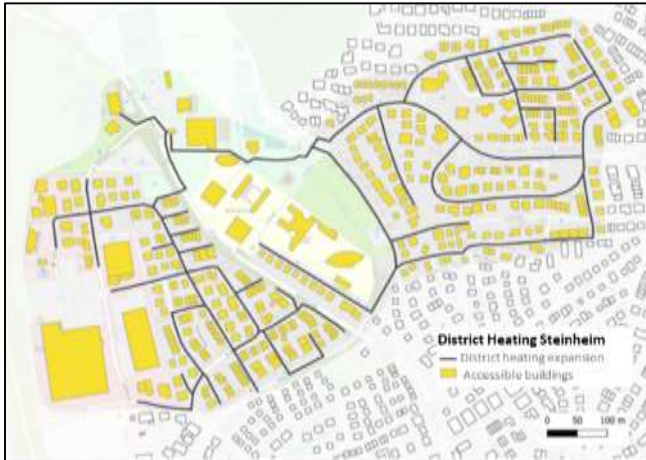 District Heating Steinheim
District heating expansion
Accessible buildings
0 50 100 m